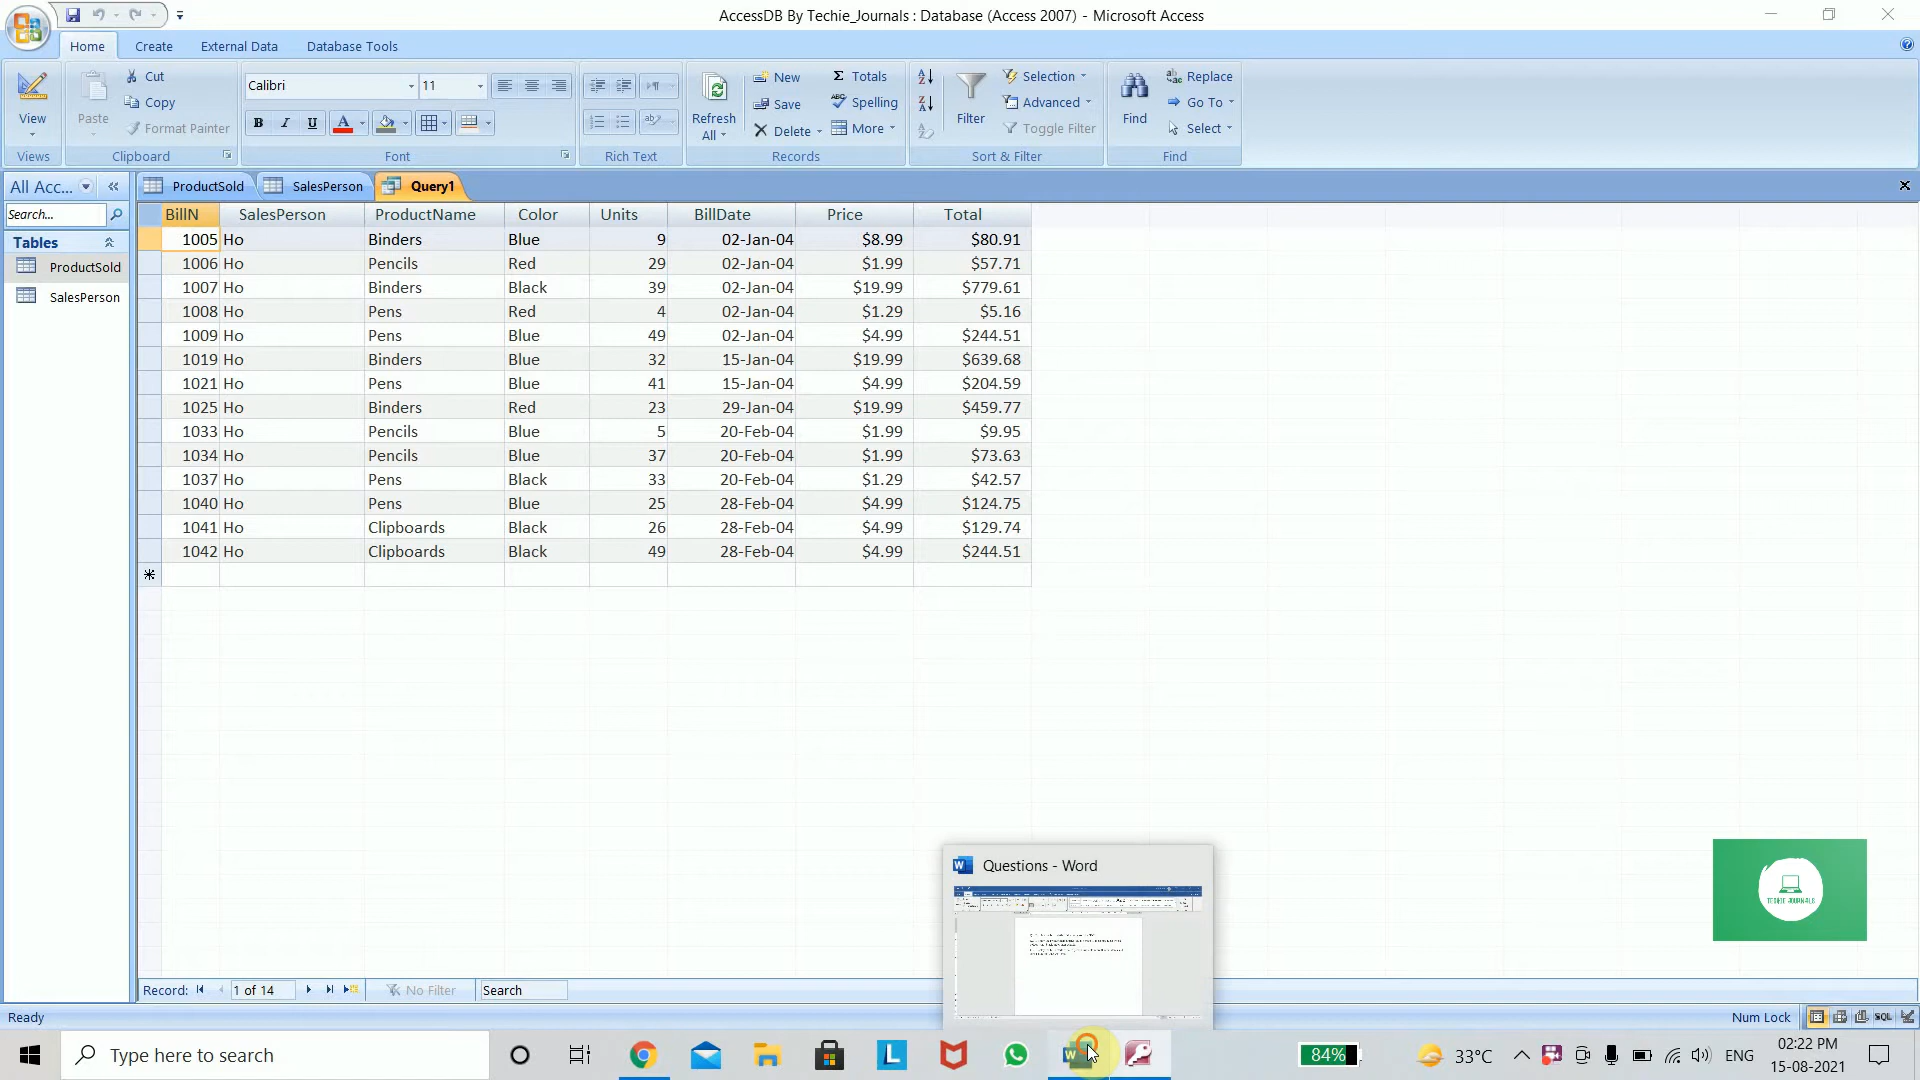 AccessDB By Techie_Journals : Database (Access 2007) - Microsoft Access
Home Create External Data Database Tools
View
Views
Paste
Cut
Copy
Format Painter
Clipboard
Calibri 11
B I U A
Font
Rich Text
Refresh All
New
Save
Delete
Totals
Spelling
More
Records
Filter
Selection
Advanced
Toggle Filter
Sort & Filter
Find
Replace
Go To
Select
Find
All Acc...
Search...
Tables
ProductSold
SalesPerson
ProductSold SalesPerson Query1
BillN SalesPerson ProductName Color Units BillDate Price Total
1005 Ho Binders Blue 9 02-Jan-04 $8.99 $80.91
1006 Ho Pencils Red 29 02-Jan-04 $1.99 $57.71
1007 Ho Binders Black 39 02-Jan-04 $19.99 $779.61
1008 Ho Pens Red 4 02-Jan-04 $1.29 $5.16
1009 Ho Pens Blue 49 02-Jan-04 $4.99 $244.51
1019 Ho Binders Blue 32 15-Jan-04 $19.99 $639.68
1021 Ho Pens Blue 41 15-Jan-04 $4.99 $204.59
1025 Ho Binders Red 23 29-Jan-04 $19.99 $459.77
1033 Ho Pencils Blue 5 20-Feb-04 $1.99 $9.95
1034 Ho Pencils Blue 37 20-Feb-04 $1.99 $73.63
1037 Ho Pens Black 33 20-Feb-04 $1.29 $42.57
1040 Ho Pens Blue 25 28-Feb-04 $4.99 $124.75
1041 Ho Clipboards Black 26 28-Feb-04 $4.99 $129.74
1042 Ho Clipboards Black 49 28-Feb-04 $4.99 $244.51
Questions - Word
TECHIE JOURNALS
Record: 1 of 14 No Filter Search
Ready
Num Lock
SQL
Type here to search
84%
33°C
ENG
02:22 PM
15-08-2021